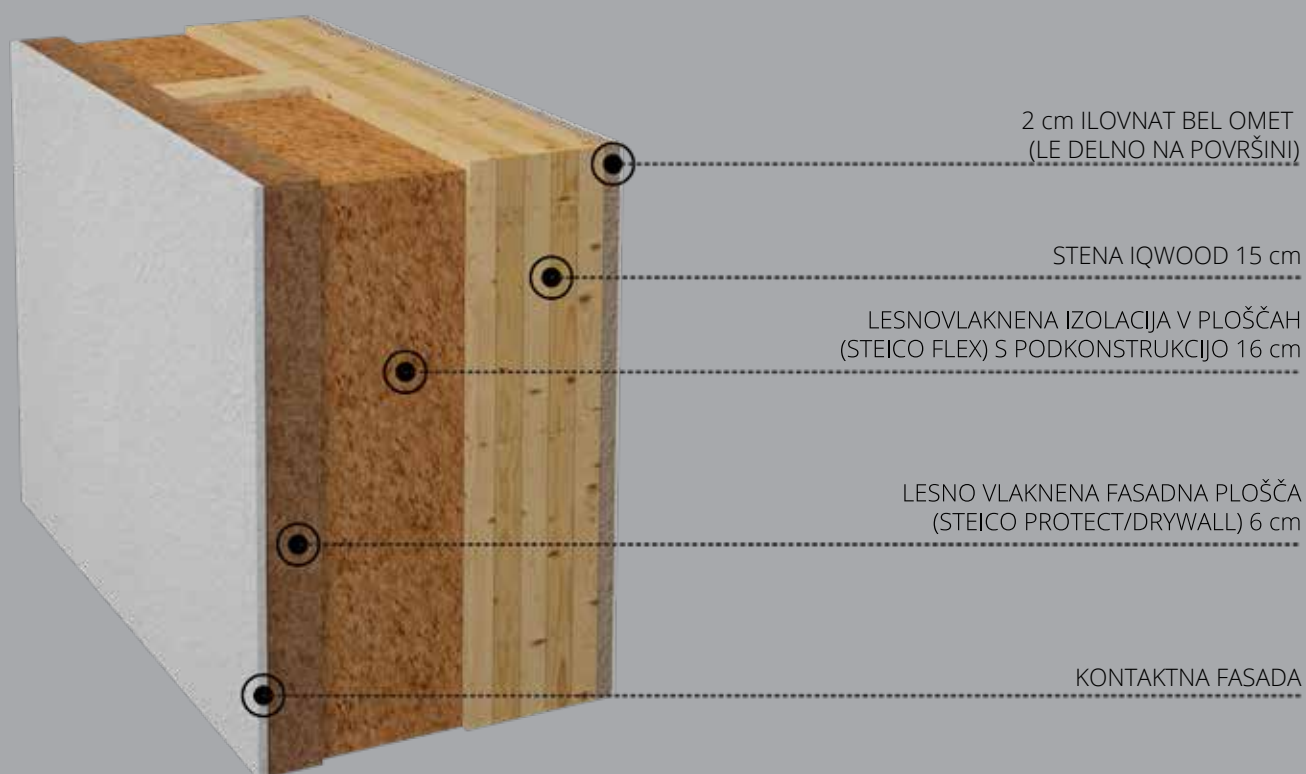 2 cm ILOVNAT BEL OMET
(LE DELNO NA POVRŠINI)
STENA IQWOOD 15 cm
LESNOVLAKNENA IZOLACIJA V PLOŠČAH
(STEICO FLEX) S PODKONSTRUKCIJO 16 cm
LESNO VLAKNENA FASADNA PLOŠČA
(STEICO PROTECT/DRYWALL) 6 cm
KONTAKTNA FASADA